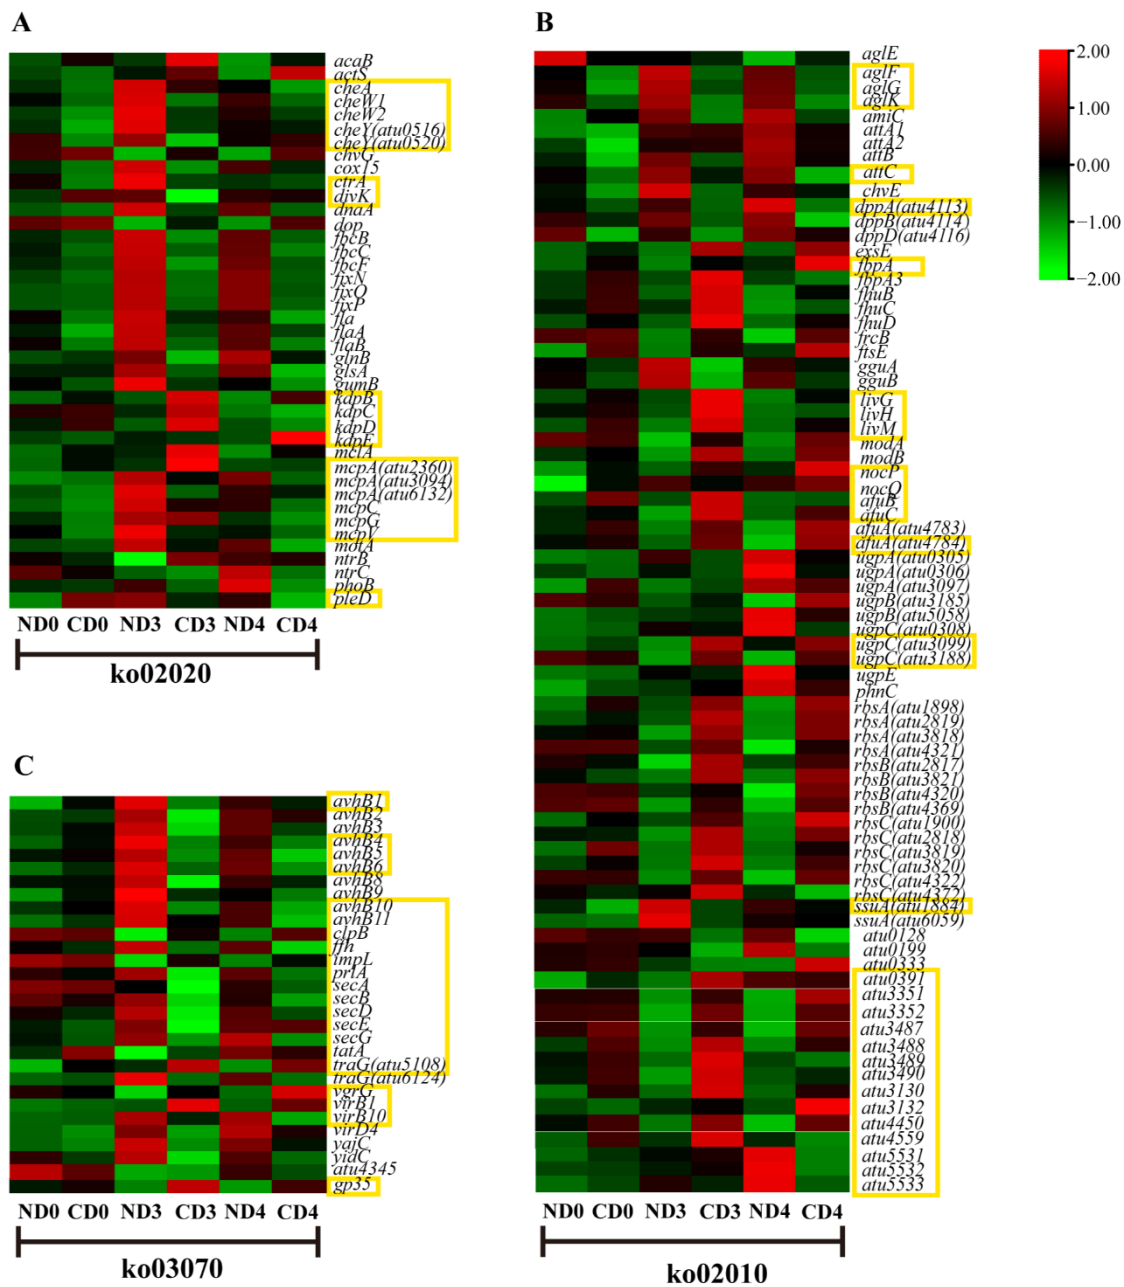 A
acaB
actS
cheA
cheW1
cheW2
cheY(atu0516)
cheY(atu0520)
chvG
cox15
ctrA
divK
dnaA
dop
fbcB
fbcC
fbcF
fixN
fixO
fixP
fla
flaA
flaB
glnB
glsA
gumB
kdpB
kdpC
kdpD
kdpE
mclA
mcpA(atu2360)
mcpA(atu3094)
mcpA(atu6132)
mcpC
mcpG
mcpV
motA
ntrB
ntrC
phoB
pleD
ND0 CD0 ND3 CD3 ND4 CD4
ko02020
B
aglE
aglF
aglG
aglK
amiC
attA1
attA2
attB
attC
chvE
dppA(atu4113)
dppB(atu4114)
dppD(atu4116)
exsE
fbpA
fbpA3
fhuB
fhuC
fhuD
frcB
ftsE
gguA
gguB
livG
livH
livM
modA
modB
nocP
nocQ
afuB
afuC
afuA(atu4783)
afuA(atu4784)
ugpA(atu0305)
ugpA(atu0306)
ugpA(atu3097)
ugpB(atu3185)
ugpB(atu5058)
ugpC(atu0308)
ugpC(atu3099)
ugpC(atu3188)
ugpE
phnC
rbsA(atu1898)
rbsA(atu2819)
rbsA(atu3818)
rbsA(atu4321)
rbsB(atu2817)
rbsB(atu3821)
rbsB(atu4320)
rbsB(atu4369)
rbsC(atu1900)
rbsC(atu2818)
rbsC(atu3819)
rbsC(atu3820)
rbsC(atu4322)
rbsC(atu4372)
ssuA(atu1884)
ssuA(atu6059)
atu0128
atu0199
atu0333
atu0391
atu3351
atu3352
atu3487
atu3488
atu3489
atu3490
atu3130
atu3132
atu4450
atu4559
atu5531
atu5532
atu5533
ND0 CD0 ND3 CD3 ND4 CD4
ko02010
2.00
1.00
0.00
−1.00
−2.00
C
avhB1
avhB2
avhB3
avhB4
avhB5
avhB6
avhB8
avhB9
avhB10
avhB11
clpB
ffh
impL
prtA
secA
secB
secD
secE
secG
tatA
traG(atu5108)
traG(atu6124)
vgrG
virB1
virB10
virD4
yajC
yidC
atu4345
gp35
ND0 CD0 ND3 CD3 ND4 CD4
ko03070